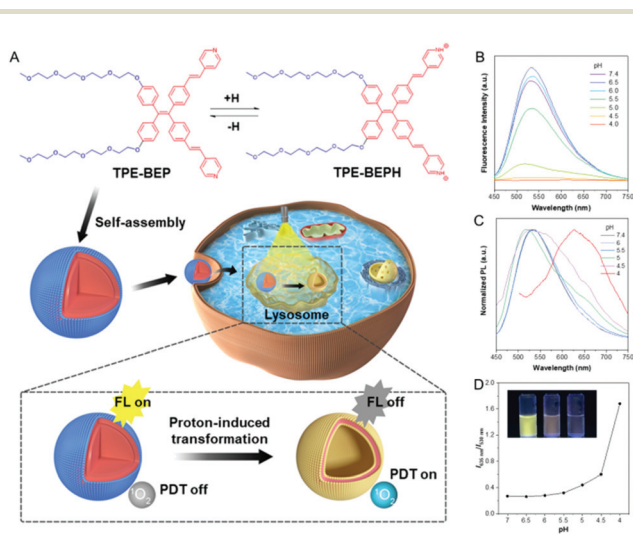 A
+H
-H
TPE-BEP
TPE-BEPH
Self-assembly
Lysosome
FL on
Proton-induced
transformation
FL off
¹O₂
PDT off
PDT on
¹O₂
B
Fluorescence Intensity (a.u.)
pH
7.4
6.5
6.0
5.5
5.0
4.5
4.0
450 500 550 600 650 700 750
Wavelength (nm)
C
Normalized PL (a.u.)
pH
7.4
6
5.5
5
4.5
4
450 500 550 600 650 700 750
Wavelength (nm)
D
2.0
1.6
1.2
0.8
0.4
0.0
7 6.5 6 5.5 5 4.5 4
pH